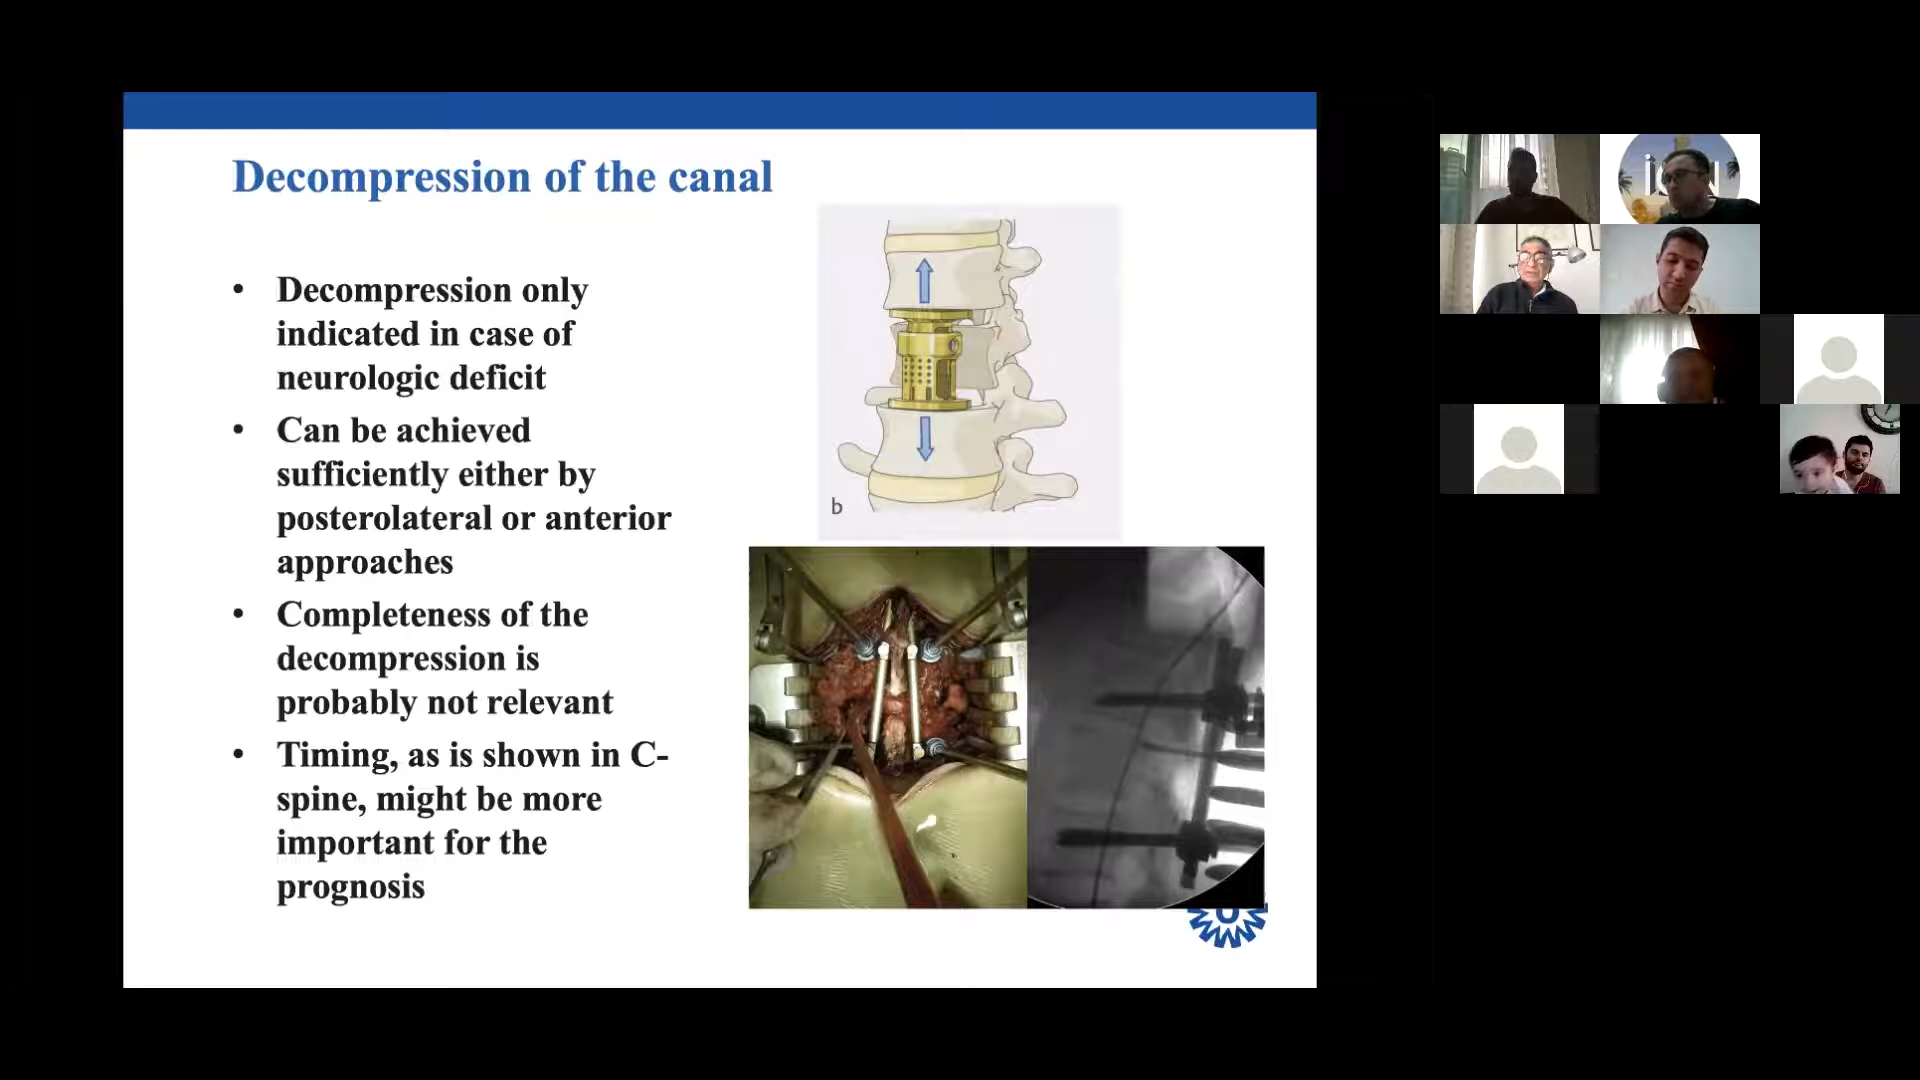 Decompression of the canal
• Decompression only
indicated in case of
neurologic deficit
• Can be achieved
sufficiently either by
posterolateral or anterior
approaches
• Completeness of the
decompression is
probably not relevant
• Timing, as is shown in C-
spine, might be more
important for the
prognosis
b